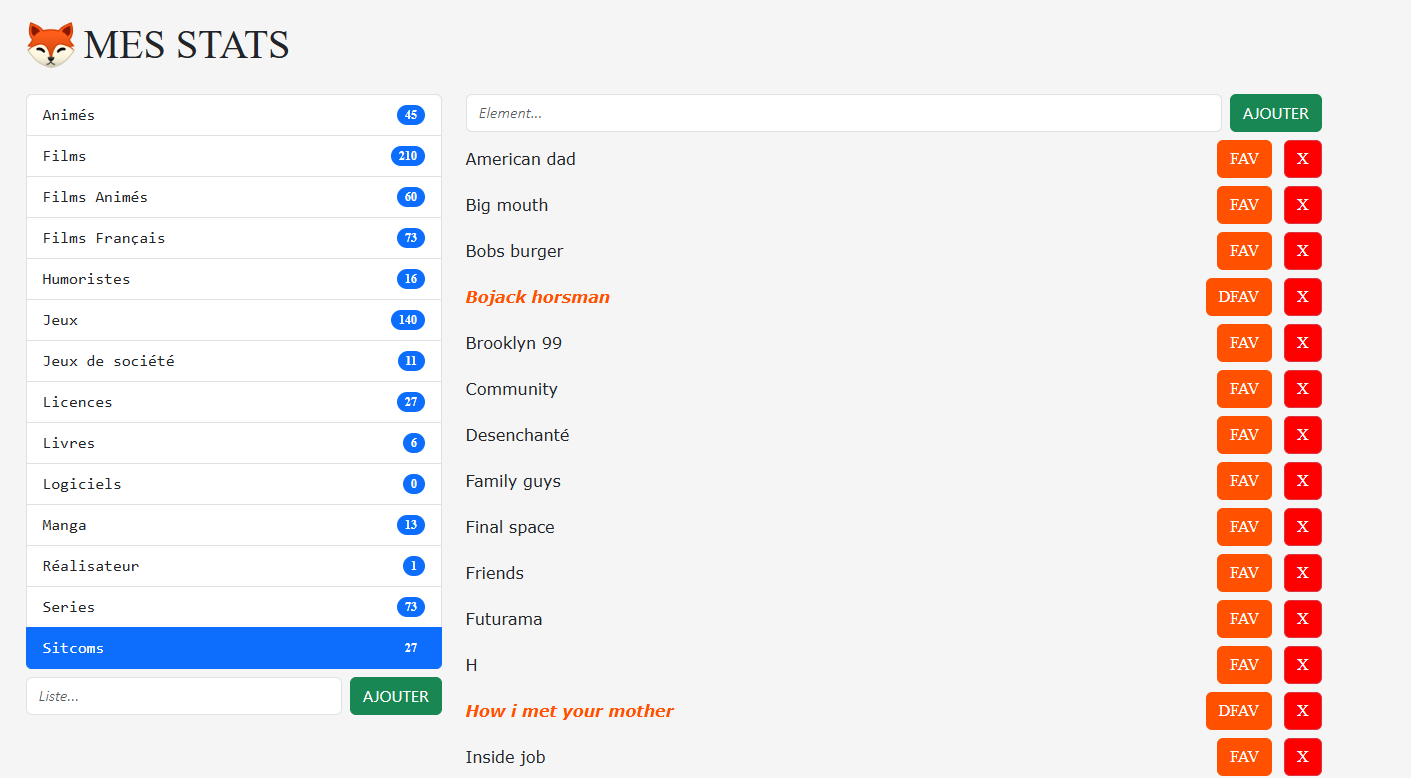 MES STATS
Animés 45
Films 210
Films Animés 60
Films Français 73
Humoristes 16
Jeux 140
Jeux de société 11
Licences 27
Livres 6
Logiciels 0
Manga 13
Réalisateur 1
Series 73
Sitcoms 27
Liste... AJOUTER
Element... AJOUTER
American dad FAV X
Big mouth FAV X
Bobs burger FAV X
Bojack horsman DFAV X
Brooklyn 99 FAV X
Community FAV X
Desenchanté FAV X
Family guys FAV X
Final space FAV X
Friends FAV X
Futurama FAV X
H FAV X
How i met your mother DFAV X
Inside job FAV X